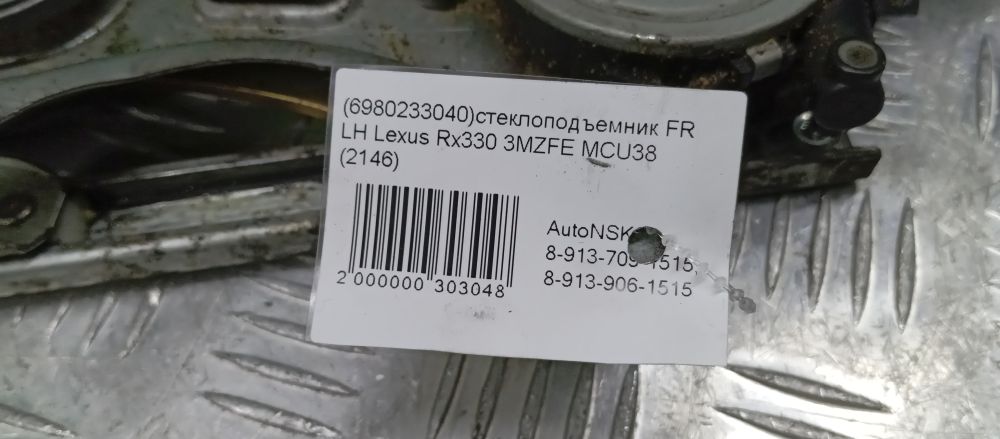 (6980233040)стеклоподъемник FR
LH Lexus Rx330 3MZFE MCU38
(2146)
AutoNSK
8-913-709-1515,
8-913-906-1515
2 000000 303048